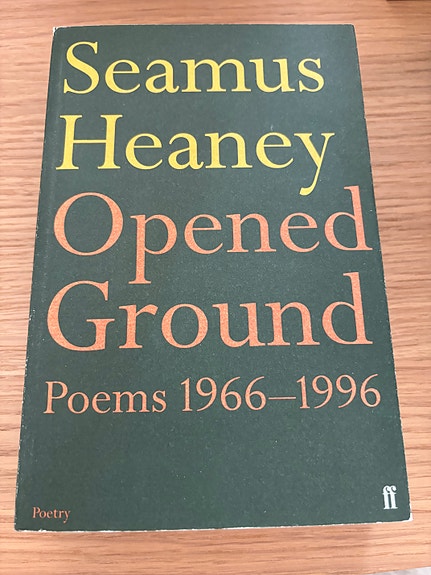 Seamus
Heaney
Opened
Ground
Poems 1966–1996
Poetry
ff